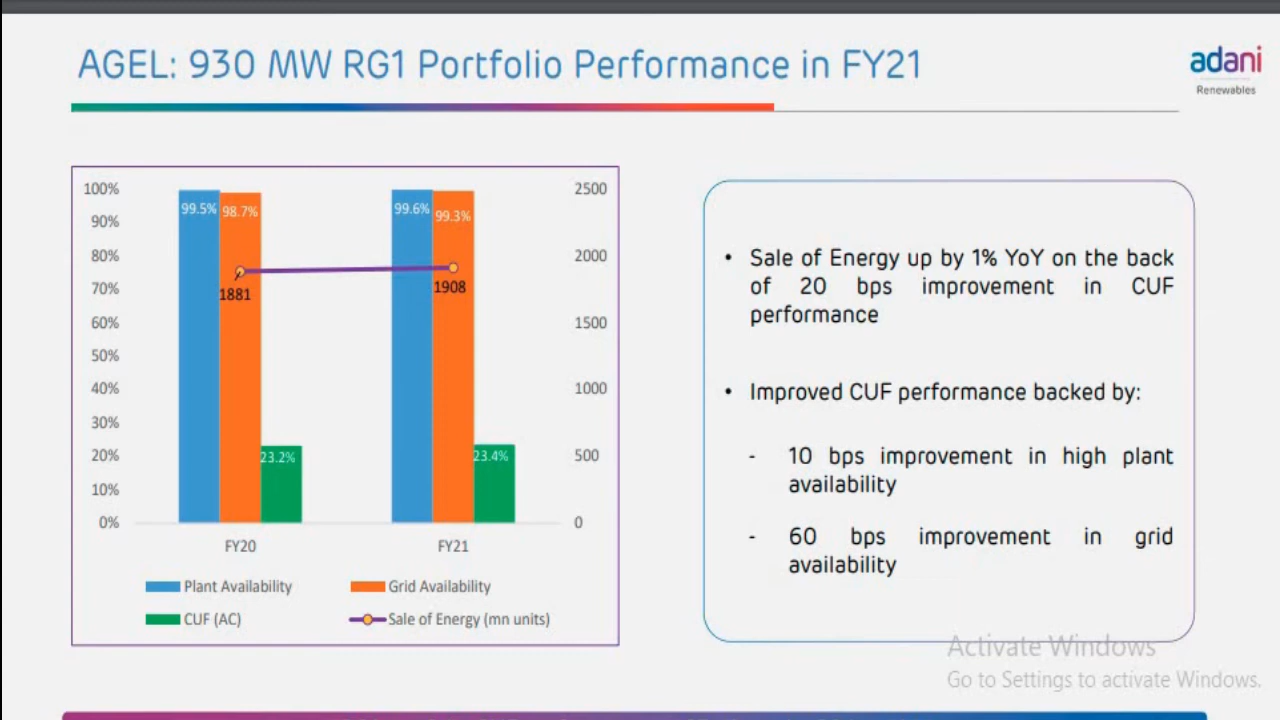 AGEL: 930 MW RG1 Portfolio Performance in FY21
adani
Renewables
100%
90%
80%
70%
60%
50%
40%
30%
20%
10%
0%
2500
2000
1500
1000
500
0
99.5%
98.7%
23.2%
1881
99.6%
99.3%
23.4%
1908
FY20
FY21
Plant Availability
Grid Availability
CUF (AC)
Sale of Energy (mn units)
• Sale of Energy up by 1% YoY on the back
of 20 bps improvement in CUF
performance
• Improved CUF performance backed by:
- 10 bps improvement in high plant
availability
- 60 bps improvement in grid
availability
Activate Windows
Go to Settings to activate Windows.